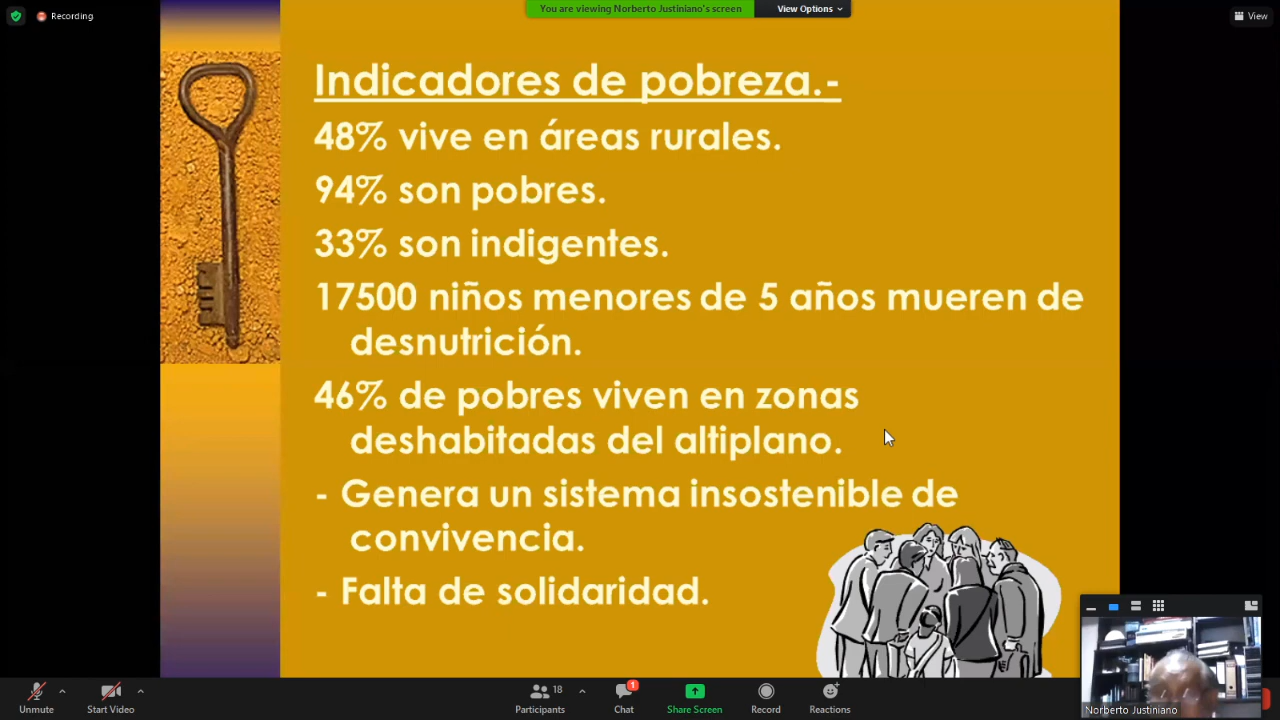 Recording
You are viewing Norberto Justiniano's screen
View Options
View
Indicadores de pobreza.-
48% vive en áreas rurales.
94% son pobres.
33% son indigentes.
17500 niños menores de 5 años mueren de
desnutrición.
46% de pobres viven en zonas
deshabitadas del altiplano.
- Genera un sistema insostenible de
convivencia.
- Falta de solidaridad.
Norberto Justiniano
Unmute
Start Video
Participants
18
Chat
1
Share Screen
Record
Reactions